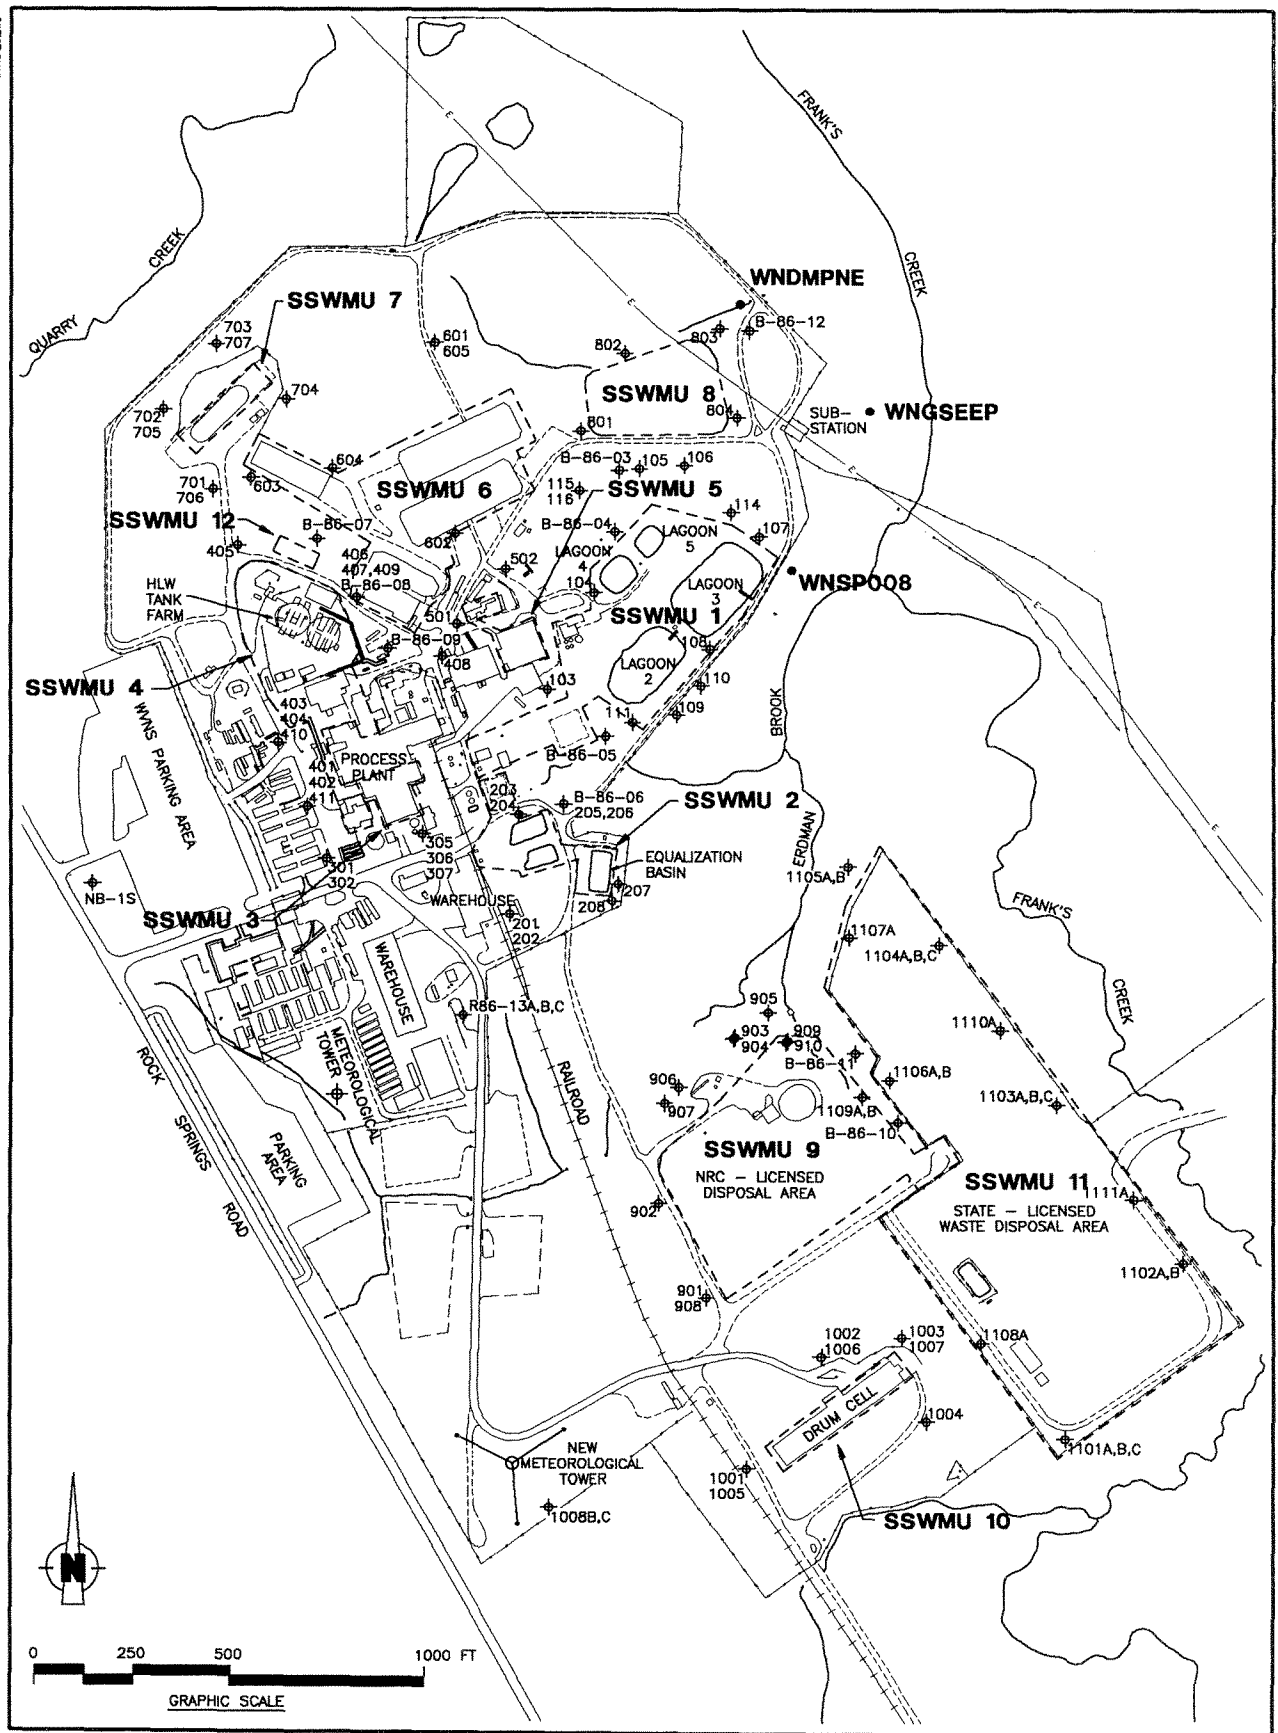 FRANK'S
CREEK
CREEK
QUARRY
WNDMPNE
SSWMU 7
703
707
601
605
802
803
B-86-12
704
SSWMU 8
702
705
804
SUB-
STATION
WNGSEEP
801
B-86-03
105
106
604
603
701
706
SSWMU 6
115
116
SSWMU 5
114
SSWMU 12
B-86-07
B-86-04
LAGOON
5
107
405
602
406
407,409
B-86-08
502
LAGOON
4
104
LAGOON
3
WNSP008
HLW
TANK
FARM
SSWMU 1
501
B-86-09
408
108
LAGOON
2
SSWMU 4
103
110
109
111
B-86-05
BROOK
403
404
410
WVNS PARKING AREA
PROCESS
PLANT
401
402
411
203
204
B-86-06
205,206
SSWMU 2
305
306
307
EQUALIZATION
BASIN
ERDMAN
301
302
NB-1S
207
208
WAREHOUSE
201
202
SSWMU 3
1105A,B
FRANK'S
CREEK
1107A
1104A,B,C
WAREHOUSE
R86-13A,B,C
905
903
904
909
910
B-86-11
1110A
METEOROLOGICAL
TOWER
RAILROAD
906
907
1106A,B
1103A,B,C
1109A,B
B-86-10
ROCK
SPRINGS
ROAD
PARKING
AREA
SSWMU 9
NRC – LICENSED
DISPOSAL AREA
SSWMU 11
STATE – LICENSED
WASTE DISPOSAL AREA
1111A
902
1102A,B
901
908
1002
1006
1003
1007
1108A
DRUM CELL
1004
1101A,B,C
NEW
METEOROLOGICAL
TOWER
1001
1005
1008B,C
SSWMU 10
N
0 250 500 1000 FT
GRAPHIC SCALE
E
E
E
E
E